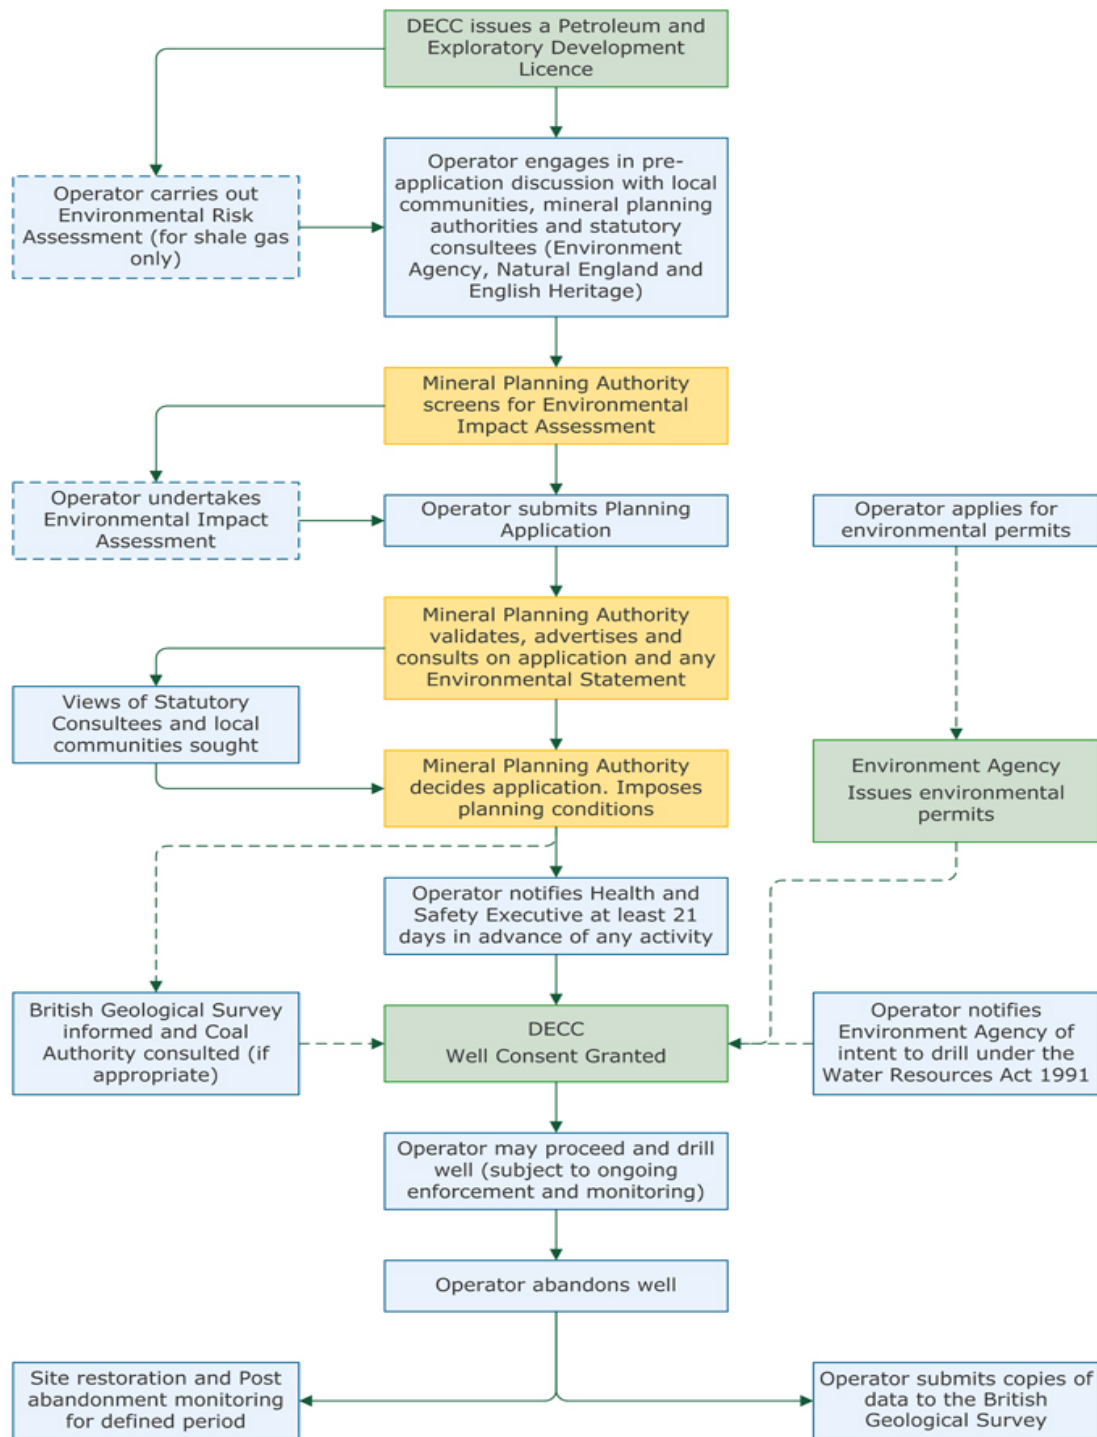 DECC issues a Petroleum and
Exploratory Development
Licence
Operator engages in pre-
application discussion with local
communities, mineral planning
authorities and statutory
consultees (Environment
Agency, Natural England and
English Heritage)
Operator carries out
Environmental Risk
Assessment (for shale gas
only)
Mineral Planning Authority
screens for Environmental
Impact Assessment
Operator undertakes
Environmental Impact
Assessment
Operator submits Planning
Application
Operator applies for
environmental permits
Mineral Planning Authority
validates, advertises and
consults on application and any
Environmental Statement
Views of Statutory
Consultees and local
communities sought
Mineral Planning Authority
decides application. Imposes
planning conditions
Environment Agency
Issues environmental
permits
Operator notifies Health and
Safety Executive at least 21
days in advance of any activity
British Geological Survey
informed and Coal
Authority consulted (if
appropriate)
DECC
Well Consent Granted
Operator notifies
Environment Agency of
intent to drill under the
Water Resources Act 1991
Operator may proceed and drill
well (subject to ongoing
enforcement and monitoring)
Operator abandons well
Site restoration and Post
abandonment monitoring
for defined period
Operator submits copies of
data to the British
Geological Survey